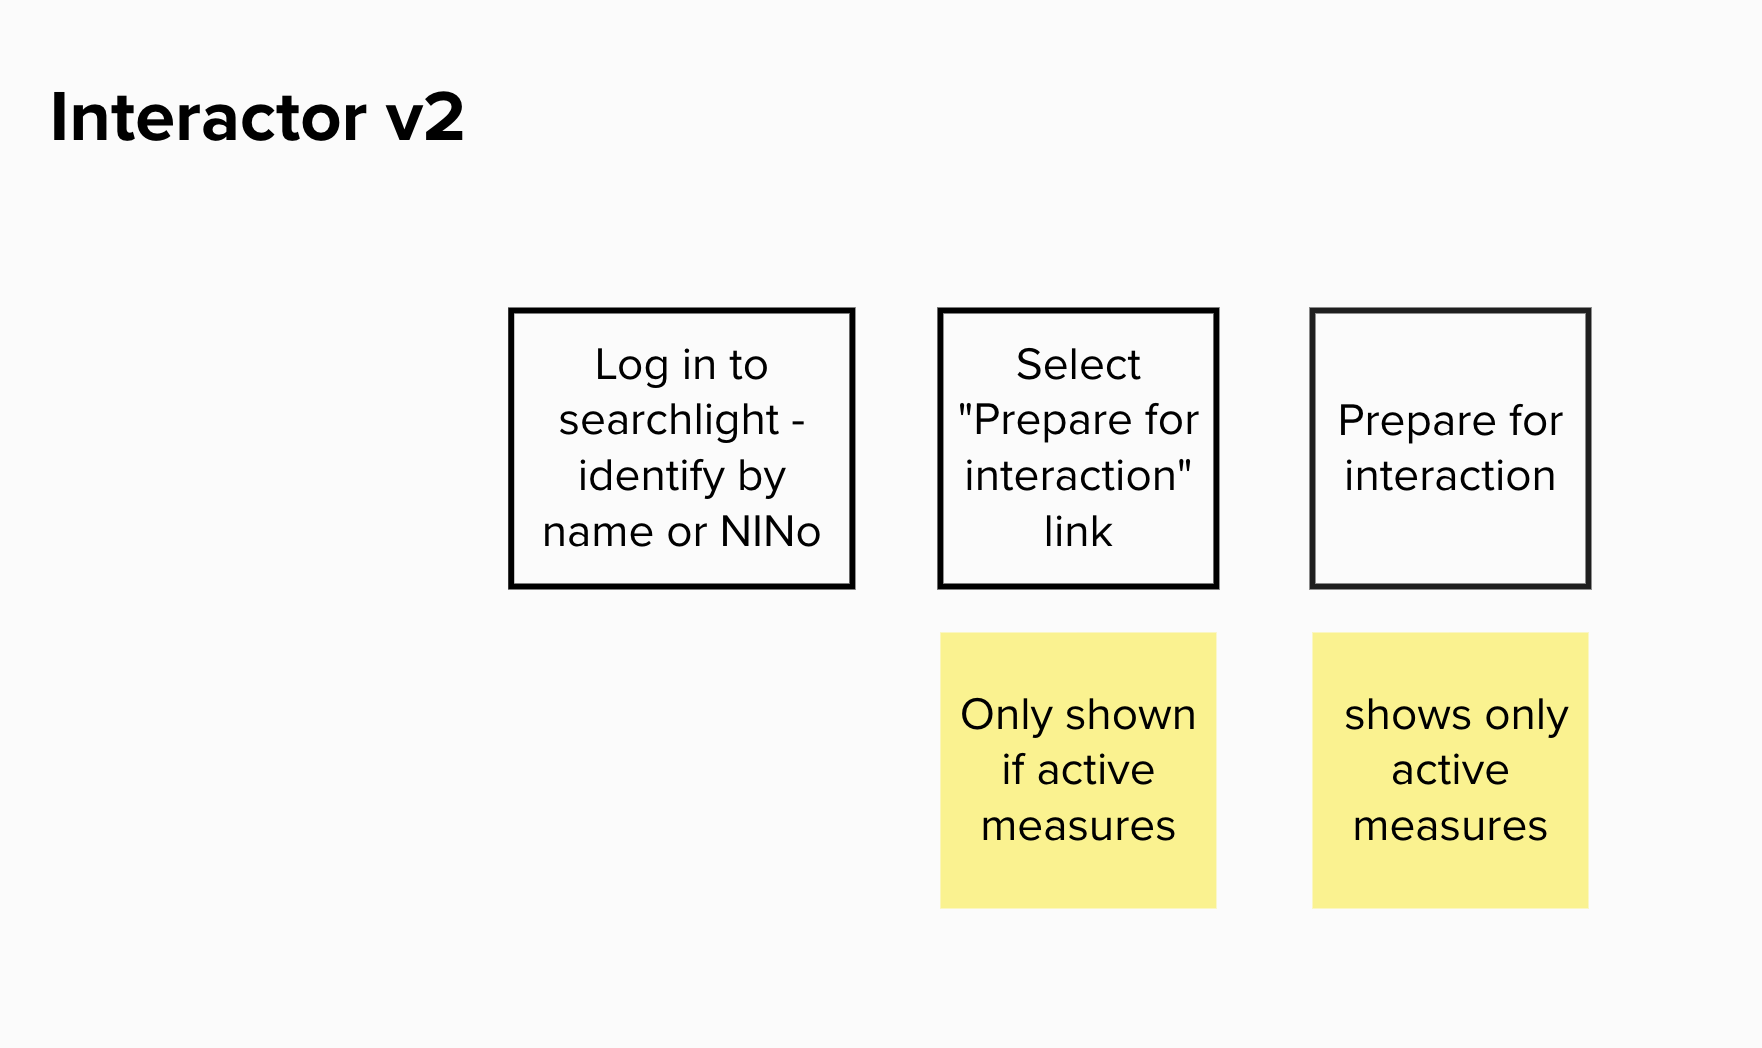 Interactor v2
Log in to
searchlight -
identify by
name or NINo
Select
"Prepare for
interaction"
link
Prepare for
interaction
Only shown
if active
measures
shows only
active
measures